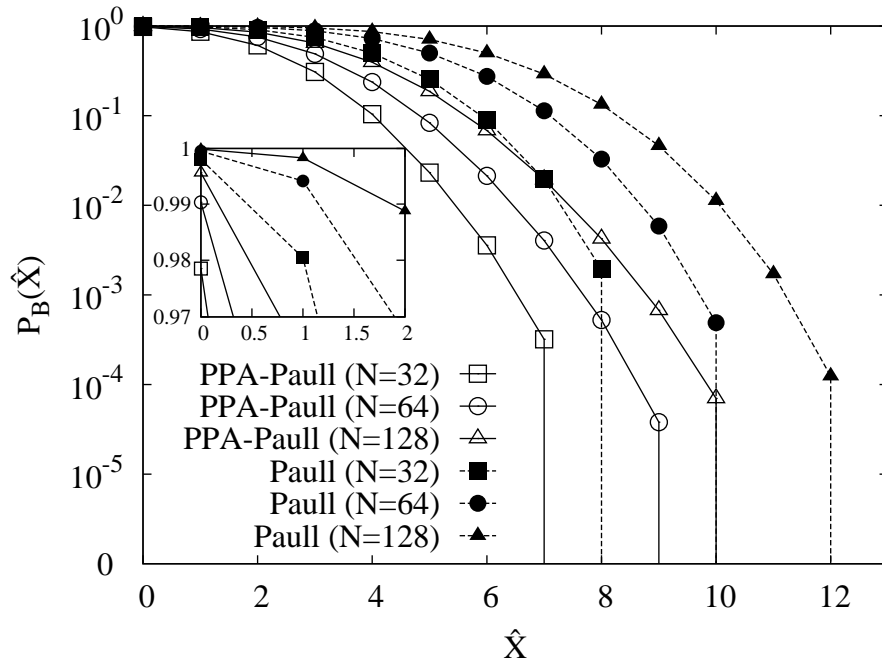 10^0
10^-1
10^-2
10^-3
10^-4
10^-5
0
P_B(X̂)
1
0.99
0.98
0.97
0 0.5 1 1.5 2
PPA-Paull (N=32)
PPA-Paull (N=64)
PPA-Paull (N=128)
Paull (N=32)
Paull (N=64)
Paull (N=128)
0 2 4 6 8 10 12
X̂